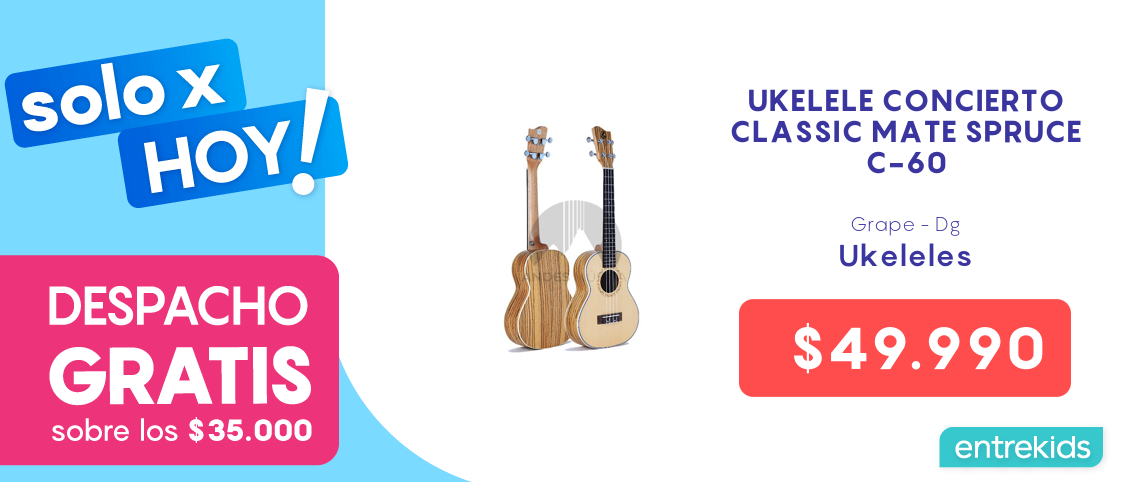 solo x
HOY!
DESPACHO
GRATIS
sobre los $35.000
UKELELE CONCIERTO
CLASSIC MATE SPRUCE
C-60
Grape - Dg
Ukeleles
$49.990
entrekids